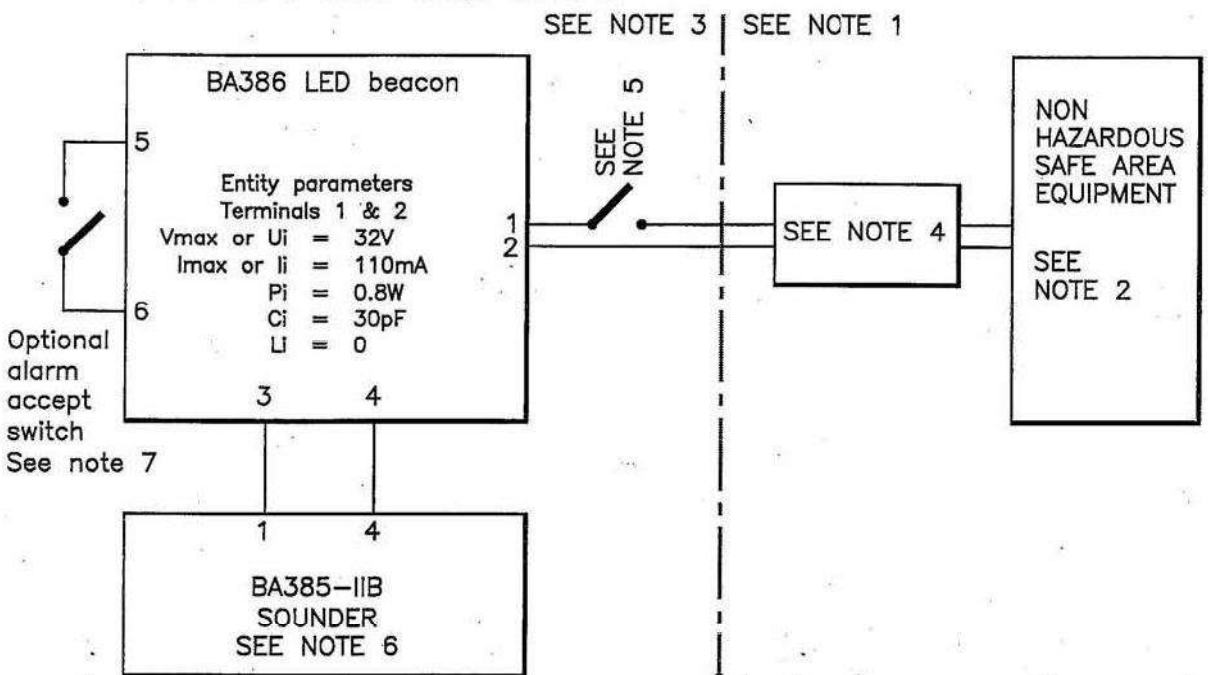 SEE NOTE 3 SEE NOTE 1
BA386 LED beacon
5
6
Entity parameters
Terminals 1 & 2
Vmax or Ui = 32V
Imax or Ii = 110mA
Pi = 0.8W
Ci = 30pF
Li = 0
1
2
3 4
SEE
NOTE 5
SEE NOTE 4
NON
HAZARDOUS
SAFE AREA
EQUIPMENT
SEE
NOTE 2
Optional
alarm
accept
switch
See note 7
1 4
BA385-IIB
SOUNDER
SEE NOTE 6